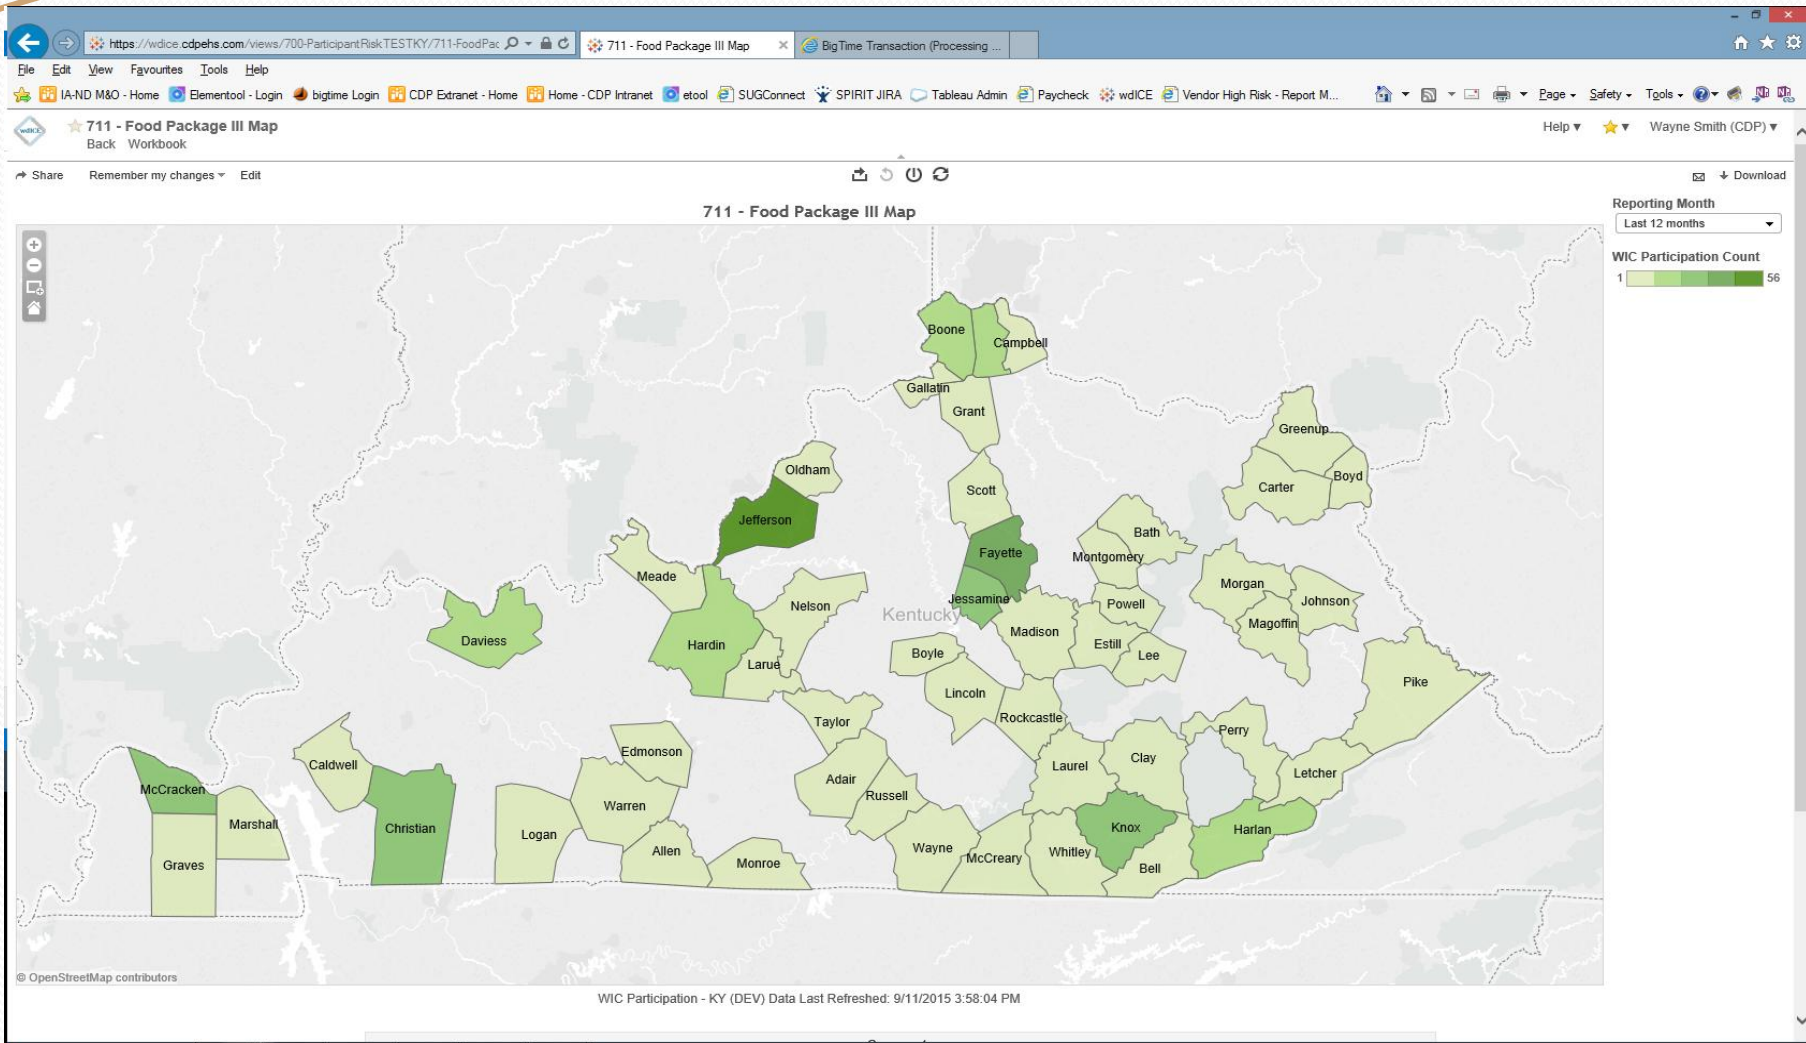 https://wdice.cdpehs.com/views/700-ParticipantRiskTESTKY/711-FoodPac
711 - Food Package III Map
BigTime Transaction (Processing ...
File Edit View Favourites Tools Help
IA-ND M&O - Home Elementool - Login bigtime Login CDP Extranet - Home Home - CDP Intranet etool SUGConnect SPIRIT JIRA Tableau Admin Paycheck wdICE Vendor High Risk - Report M... Page Safety Tools
wdICE 711 - Food Package III Map Help Wayne Smith (CDP)
Back Workbook
Share Remember my changes Edit Download
711 - Food Package III Map
Reporting Month
Last 12 months
WIC Participation Count
1 56
Boone
Campbell
Gallatin
Grant
Greenup
Oldham
Boyd
Carter
Scott
Jefferson
Bath
Fayette
Montgomery
Meade
Morgan
Jessamine
Johnson
Nelson
Powell
Kentucky
Magoffin
Madison
Daviess
Hardin
Estill
Boyle
Lee
Larue
Pike
Lincoln
Rockcastle
Taylor
Perry
Edmonson
Clay
Caldwell
Laurel
Letcher
Adair
McCracken
Russell
Warren
Marshall
Christian
Knox
Harlan
Logan
Wayne
Allen
Whitley
McCreary
Monroe
Graves
Bell
© OpenStreetMap contributors
WIC Participation - KY (DEV) Data Last Refreshed: 9/11/2015 3:58:04 PM